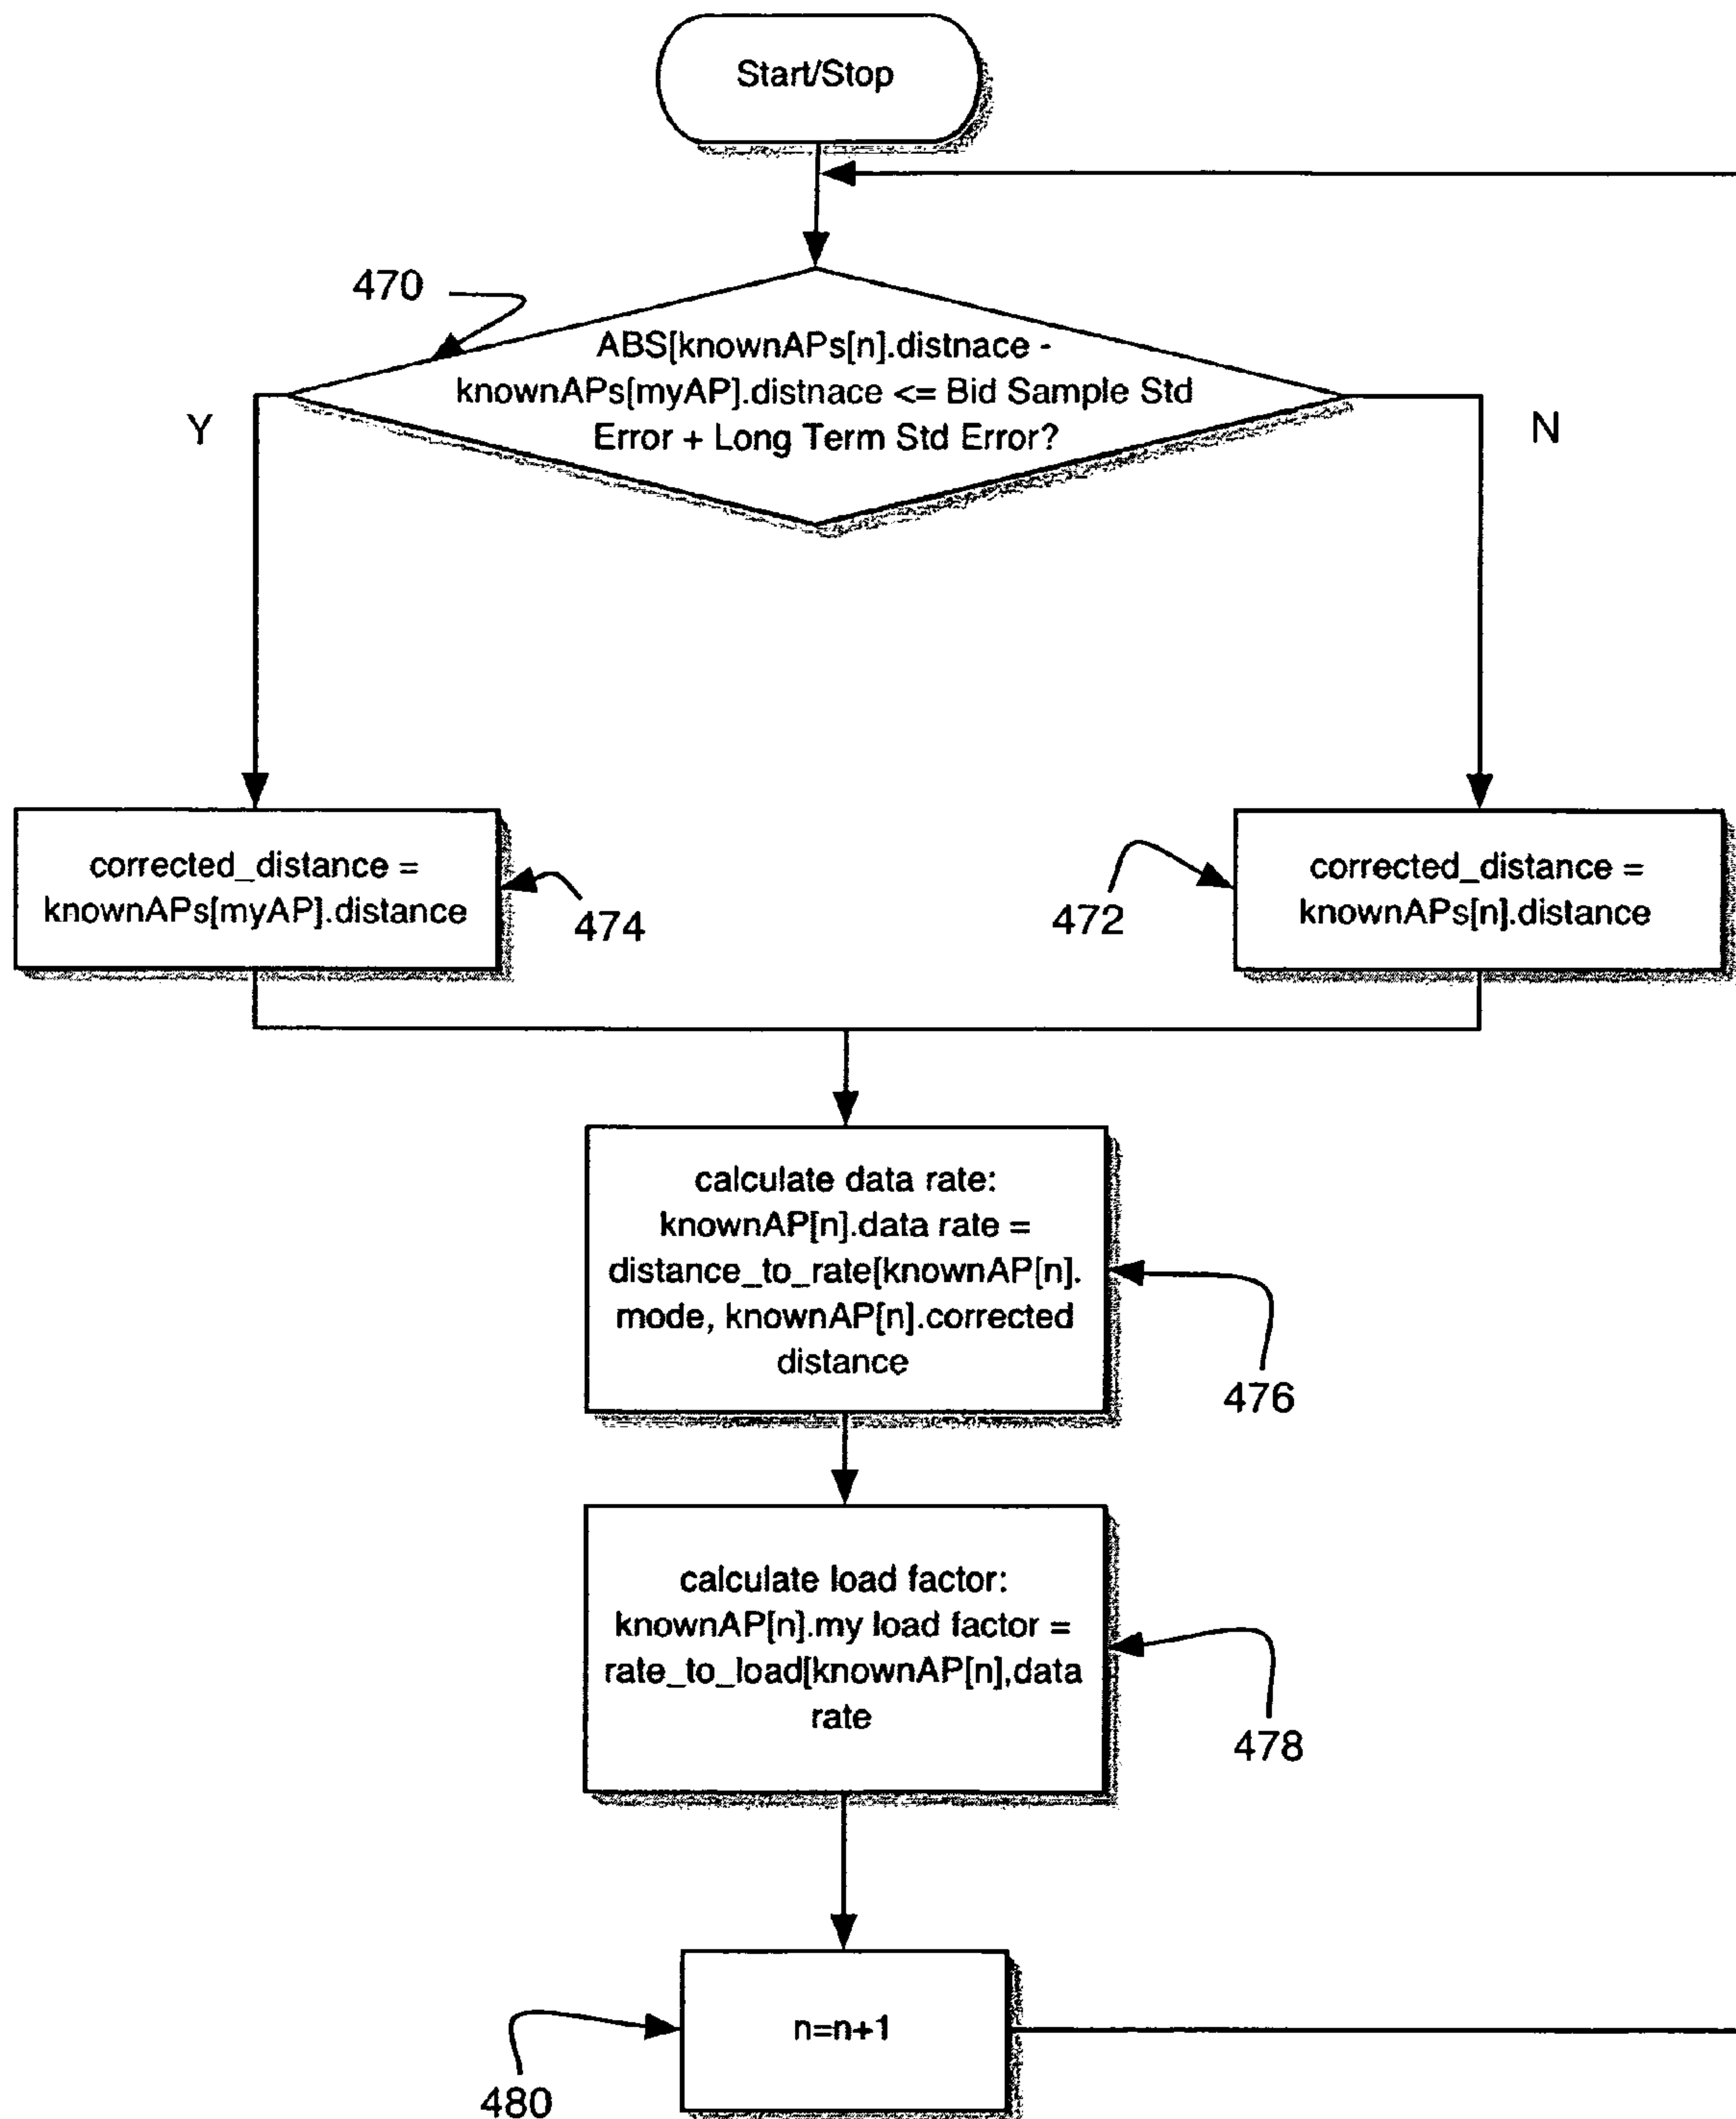 Start/Stop
470
ABS[knownAPs[n].distnace -
knownAPs[myAP].distnace <= Bid Sample Std
Error + Long Term Std Error?
Y
N
corrected_distance =
knownAPs[myAP].distance
474
472
corrected_distance =
knownAPs[n].distance
calculate data rate:
knownAP[n].data rate =
distance_to_rate[knownAP[n].
mode, knownAP[n].corrected
distance
476
calculate load factor:
knownAP[n].my load factor =
rate_to_load[knownAP[n],data
rate
478
n=n+1
480